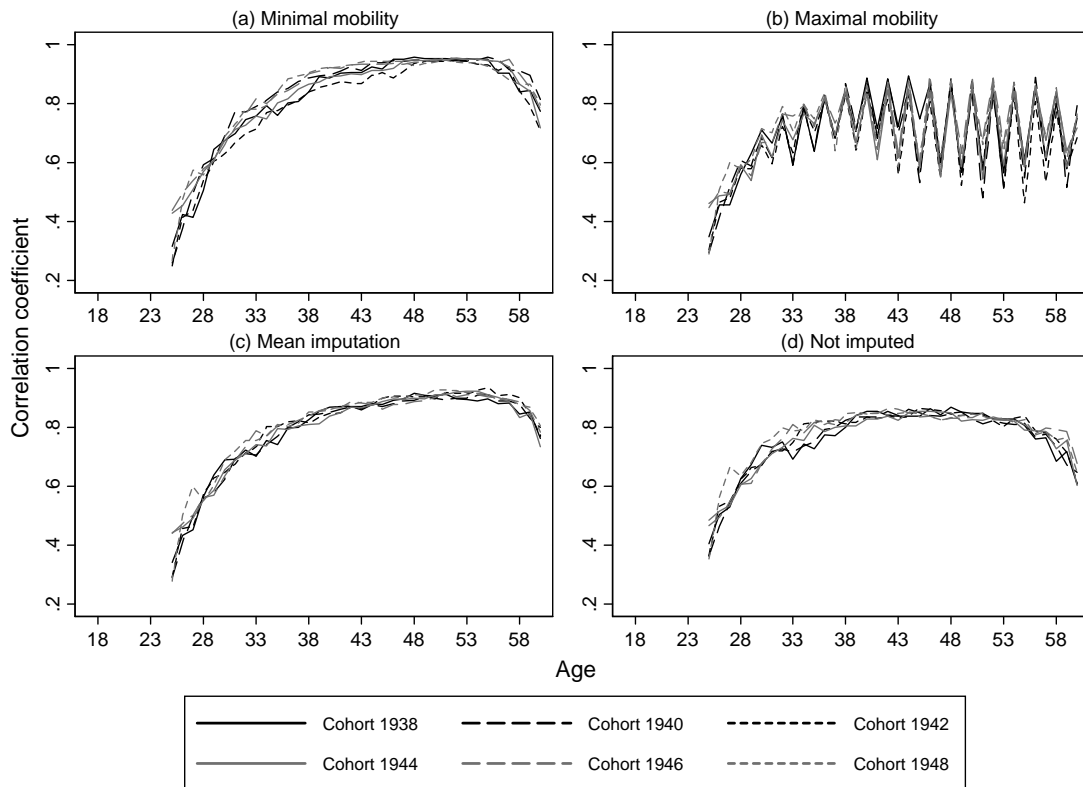 (a) Minimal mobility
(b) Maximal mobility
1
.8
.6
.4
.2
18 23 28 33 38 43 48 53 58
1
.8
.6
.4
.2
18 23 28 33 38 43 48 53 58
(c) Mean imputation
(d) Not imputed
1
.8
.6
.4
.2
18 23 28 33 38 43 48 53 58
1
.8
.6
.4
.2
18 23 28 33 38 43 48 53 58
Correlation coefficient
Age
Cohort 1938 Cohort 1940 Cohort 1942
Cohort 1944 Cohort 1946 Cohort 1948